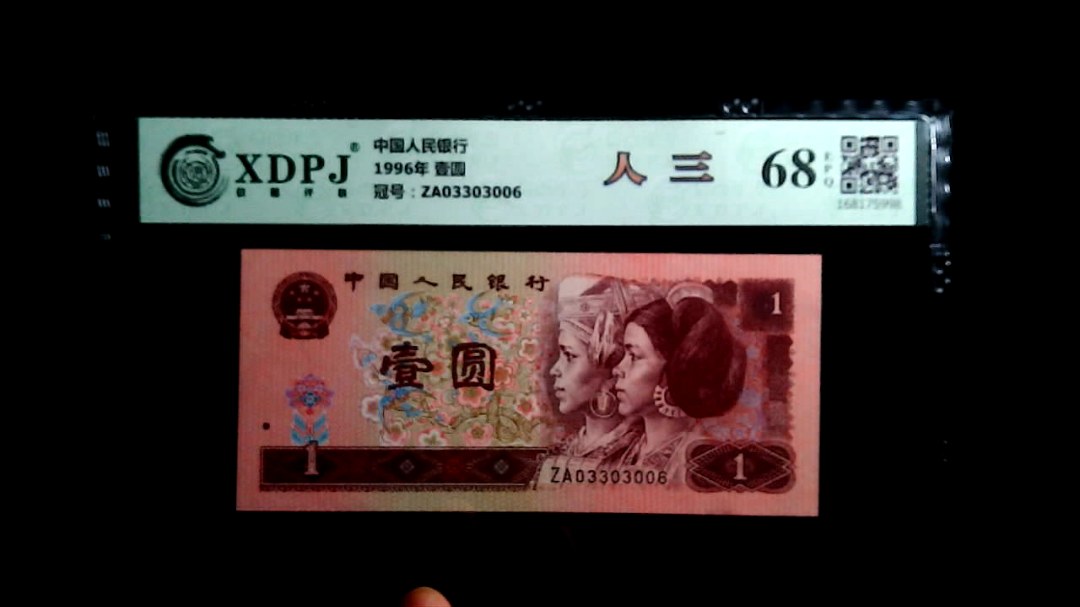 XDPJ
中国人民银行
1996年 壹圆
冠号：ZA03303006
人 三
68
EPQ
168175998
中国人民银行
1
壹圆
1
ZA03303006
1